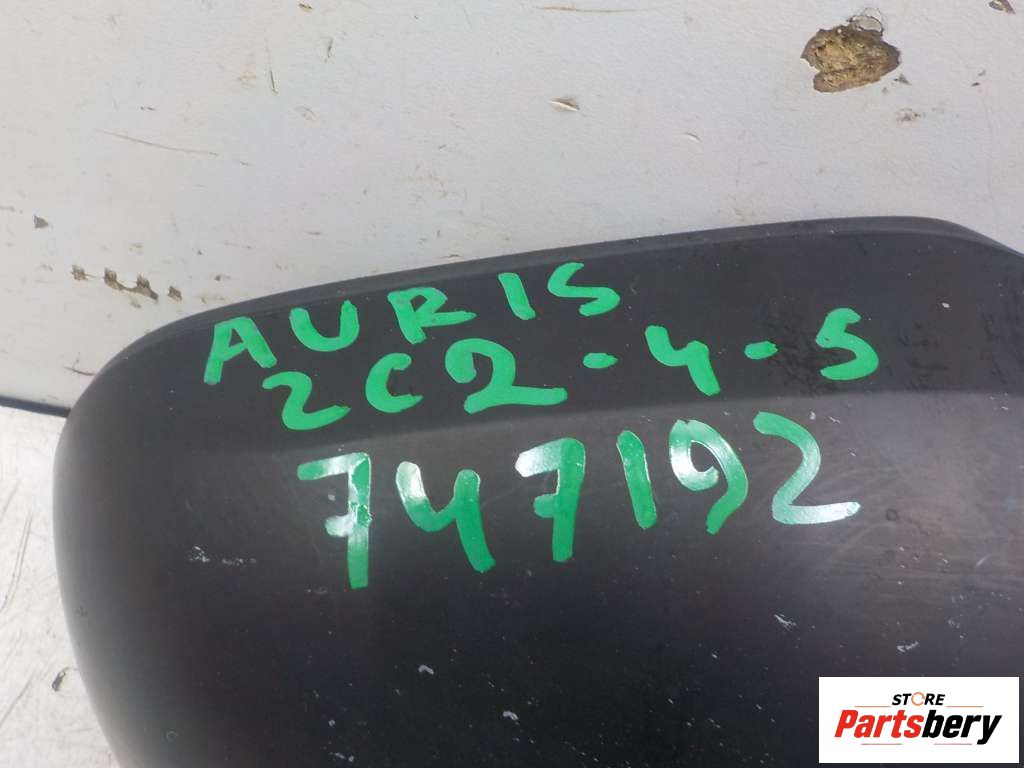 AURIS
2C2-4-5
747192
STORE
Partsbery